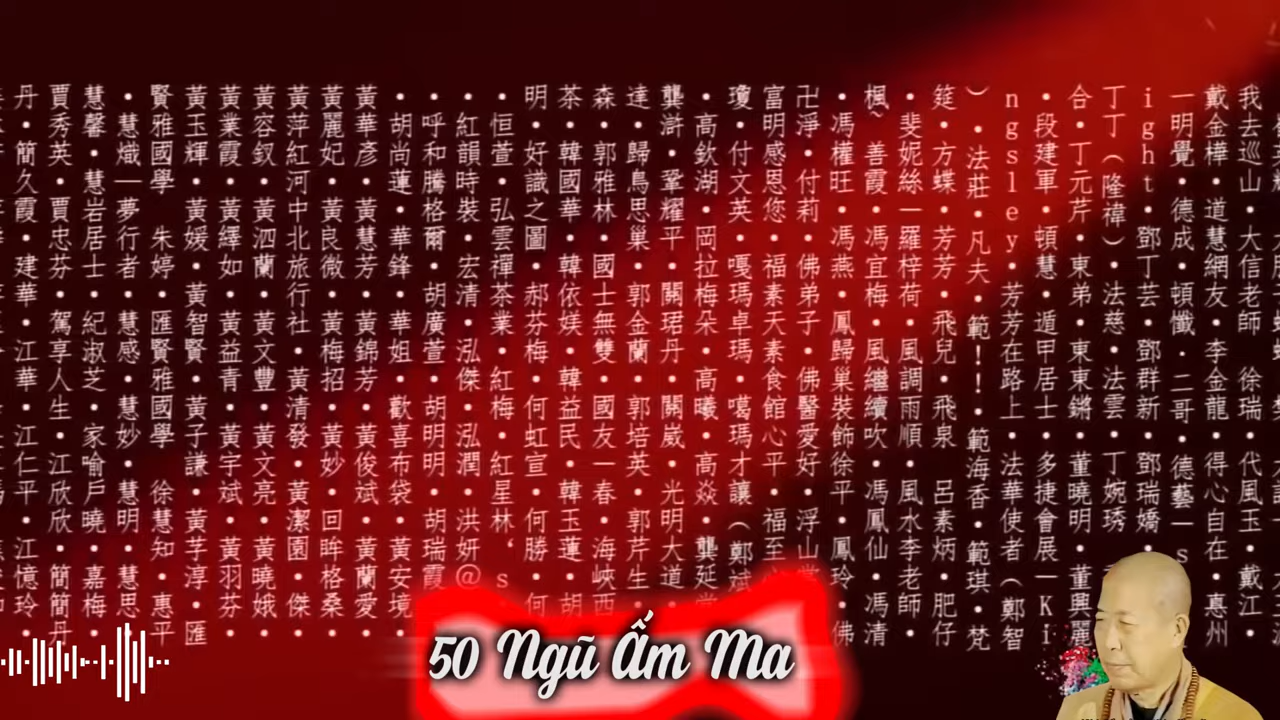 我去巡山・大信老師　徐瑞・代風玉・戴江・
戴金樺・道慧網友・李金龍・得心自在・惪州
一明覺・德成・頓懺・二哥・德藝一s
ight・鄧丁芸・鄧群新・鄧瑞嬌・
丁丁（隆禕）・法慈・法雲・丁婉琇
合・丁元芹・東弟・東東鏘・董曉明・董興麗
・段建軍・頓慧・遁甲居士・多捷會展一Ki
ngsley・芳芳在路上・法華使者（鄭智
）・法莊・凡夫・範！！・範海香・範琪・梵
筵・方蝶・芳芳・飛兒・飛泉　呂素炳・肥仔
・斐妮絲一羅梓荷・風調雨順・風水李老師・
楓~善霞・馮宜梅・風繼續吹・馮鳳仙・馮清
・馮權旺・馮燕・鳳歸巢裝飾徐平・鳳玲・佛
卍淨・付莉・佛弟子・佛醫愛好・浮山
富明感恩您・福素天素食館心平・福至
瓊・付文英・嘎瑪卓瑪・噶瑪才讓（鄭斌
・高欽湖・岡拉梅朵・高曦・高焱・龔延
龔滸・鞏耀平・關珺丹・關崴・光明大道・
達・歸鳥思巢・郭金蘭・郭培英・郭芹生・
森・郭雅林・國士無雙・國友一春・海峽西
茶・韓國華・韓依媄・韓益民・韓玉蓮・胡
明・好識之圖・郝芬梅・何虹宣・何勝・何
・恒萱・弘雲禪茶業・紅梅・紅星林，s
・紅韻時裝・宏清・泓傑・泓潤・洪妍@
・呼和騰格爾・胡廣萱・胡明明・胡瑞霞
・胡尚蓮・華鋒・華姐・歡喜布袋・黃安境・
黃華彥・黃慧芳・黃錦芳・黃俊斌・黃蘭愛・
黃麗妃・黃良微・黃梅招・黃妙・回眸格桑・
黃萍紅河中北旅行社・黃清發・黃潔園・傑・
黃容釵・黃泗蘭・黃文豐・黃文亮・黃曉娥・
黃業霞・黃繹如・黃益青・黃宇斌・黃羽芬・
黃玉輝・黃媛・黃智賢・黃子謙・黃芓淳・匯
賢雅國學　朱婷・匯賢雅國學　徐慧知・惠平
・慧熾一夢行者・慧感・慧妙・慧明・慧思・
慧馨・慧岩居士・紀淑芝・家喻戶曉・嘉梅・
賈秀英・賈忠芬・駕享人生・江欣欣・簡簡丹
丹・簡久霞・建華・江華・江仁平・江憶玲・
50 Ngũ Ấm Ma